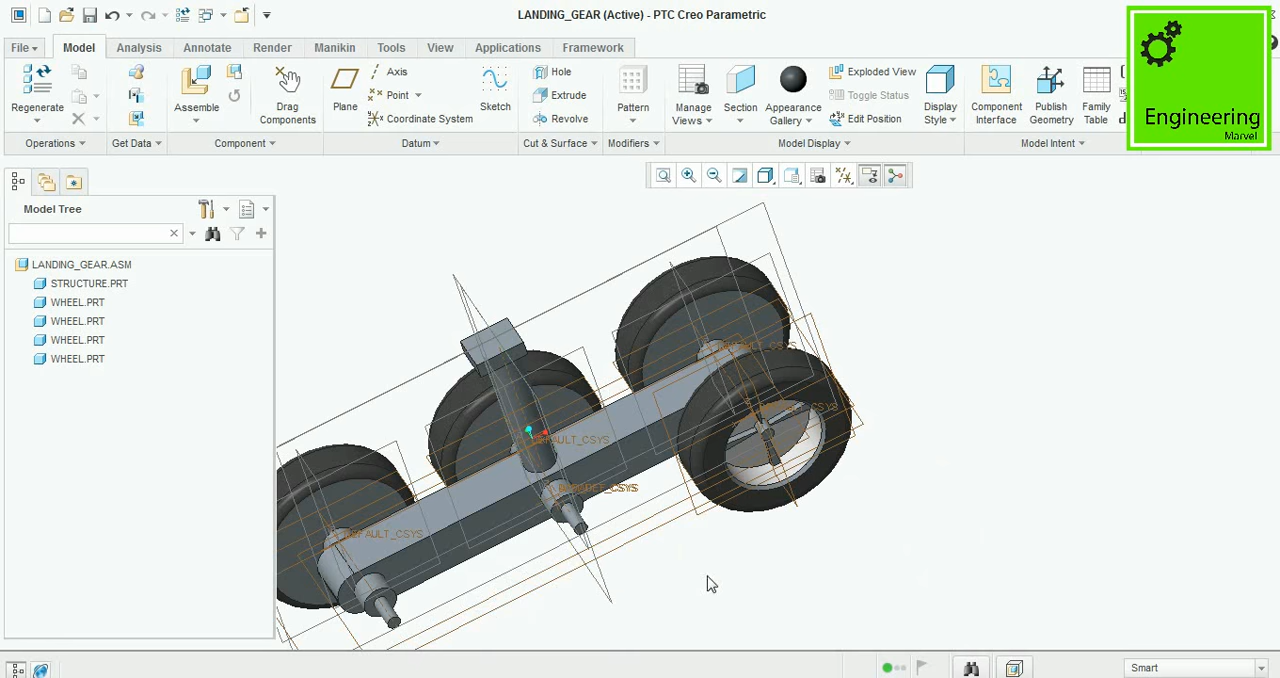 LANDING_GEAR (Active) - PTC Creo Parametric
File Model Analysis Annotate Render Manikin Tools View Applications Framework
Regenerate
Assemble
Drag Components
Plane
Axis
Point
Coordinate System
Sketch
Hole
Extrude
Revolve
Pattern
Manage Views
Section
Appearance Gallery
Exploded View
Toggle Status
Edit Position
Display Style
Component Interface
Publish Geometry
Family Table
Operations Get Data Component Datum Cut & Surface Modifiers Model Display Model Intent
Engineering
Marvel
Model Tree
LANDING_GEAR.ASM
STRUCTURE.PRT
WHEEL.PRT
WHEEL.PRT
WHEEL.PRT
WHEEL.PRT
DEFAULT_CSYS
Smart